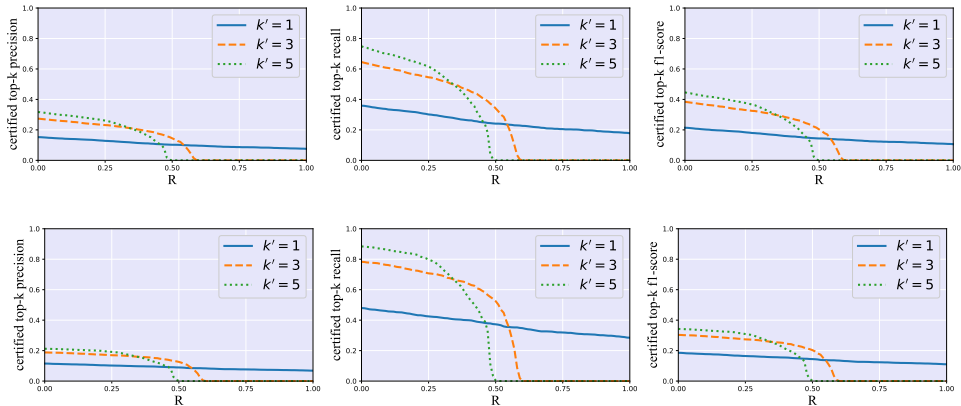 certified top-k precision
1.0
0.8
0.6
0.4
0.2
0.0
k′ = 1
k′ = 3
k′ = 5
0.00 0.25 0.50 0.75 1.00
R
certified top-k recall
1.0
0.8
0.6
0.4
0.2
0.0
k′ = 1
k′ = 3
k′ = 5
0.00 0.25 0.50 0.75 1.00
R
certified top-k f1-score
1.0
0.8
0.6
0.4
0.2
0.0
k′ = 1
k′ = 3
k′ = 5
0.00 0.25 0.50 0.75 1.00
R
certified top-k precision
1.0
0.8
0.6
0.4
0.2
0.0
k′ = 1
k′ = 3
k′ = 5
0.00 0.25 0.50 0.75 1.00
R
certified top-k recall
1.0
0.8
0.6
0.4
0.2
0.0
k′ = 1
k′ = 3
k′ = 5
0.00 0.25 0.50 0.75 1.00
R
certified top-k f1-score
1.0
0.8
0.6
0.4
0.2
0.0
k′ = 1
k′ = 3
k′ = 5
0.00 0.25 0.50 0.75 1.00
R